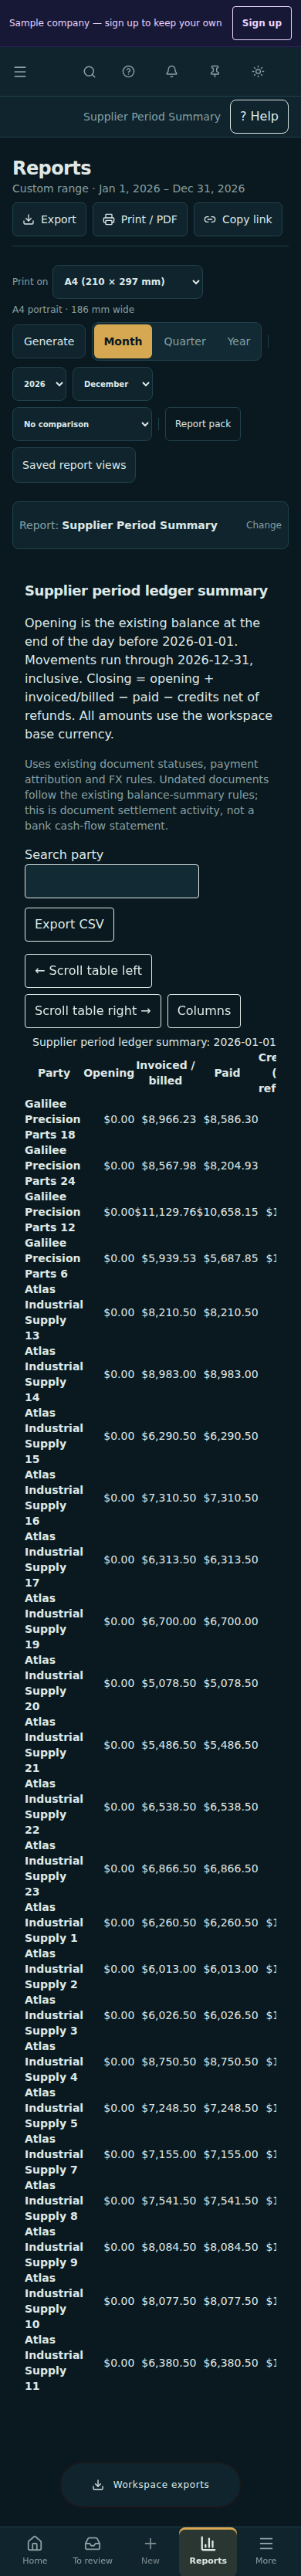 Sample company — sign up to keep your own
Sign up
Supplier Period Summary
? Help
Reports
Custom range · Jan 1, 2026 – Dec 31, 2026
Export
Print / PDF
Copy link
Print on
A4 (210 × 297 mm)
A4 portrait · 186 mm wide
Generate
Month
Quarter
Year
2026
December
No comparison
Report pack
Saved report views
Report: Supplier Period Summary
Change
Supplier period ledger summary
Opening is the existing balance at the
end of the day before 2026-01-01.
Movements run through 2026-12-31,
inclusive. Closing = opening +
invoiced/billed − paid − credits net of
refunds. All amounts use the workspace
base currency.
Uses existing document statuses, payment
attribution and FX rules. Undated documents
follow the existing balance-summary rules;
this is document settlement activity, not a
bank cash-flow statement.
Search party
Export CSV
← Scroll table left
Scroll table right →
Columns
Supplier period ledger summary: 2026-01-01
Party Opening Invoiced / billed Paid
Galilee Precision Parts 18 $0.00 $8,966.23 $8,586.30
Galilee Precision Parts 24 $0.00 $8,567.98 $8,204.93
Galilee Precision Parts 12 $0.00 $11,129.76 $10,658.15
Galilee Precision Parts 6 $0.00 $5,939.53 $5,687.85
Atlas Industrial Supply 13 $0.00 $8,210.50 $8,210.50
Atlas Industrial Supply 14 $0.00 $8,983.00 $8,983.00
Atlas Industrial Supply 15 $0.00 $6,290.50 $6,290.50
Atlas Industrial Supply 16 $0.00 $7,310.50 $7,310.50
Atlas Industrial Supply 17 $0.00 $6,313.50 $6,313.50
Atlas Industrial Supply 19 $0.00 $6,700.00 $6,700.00
Atlas Industrial Supply 20 $0.00 $5,078.50 $5,078.50
Atlas Industrial Supply 21 $0.00 $5,486.50 $5,486.50
Atlas Industrial Supply 22 $0.00 $6,538.50 $6,538.50
Atlas Industrial Supply 23 $0.00 $6,866.50 $6,866.50
Atlas Industrial Supply 1 $0.00 $6,260.50 $6,260.50
Atlas Industrial Supply 2 $0.00 $6,013.00 $6,013.00
Atlas Industrial Supply 3 $0.00 $6,026.50 $6,026.50
Atlas Industrial Supply 4 $0.00 $8,750.50 $8,750.50
Atlas Industrial Supply 5 $0.00 $7,248.50 $7,248.50
Atlas Industrial Supply 7 $0.00 $7,155.00 $7,155.00
Atlas Industrial Supply 8 $0.00 $7,541.50 $7,541.50
Atlas Industrial Supply 9 $0.00 $8,084.50 $8,084.50
Atlas Industrial Supply 10 $0.00 $8,077.50 $8,077.50
Atlas Industrial Supply 11 $0.00 $6,380.50 $6,380.50
Workspace exports
Home
To review
New
Reports
More